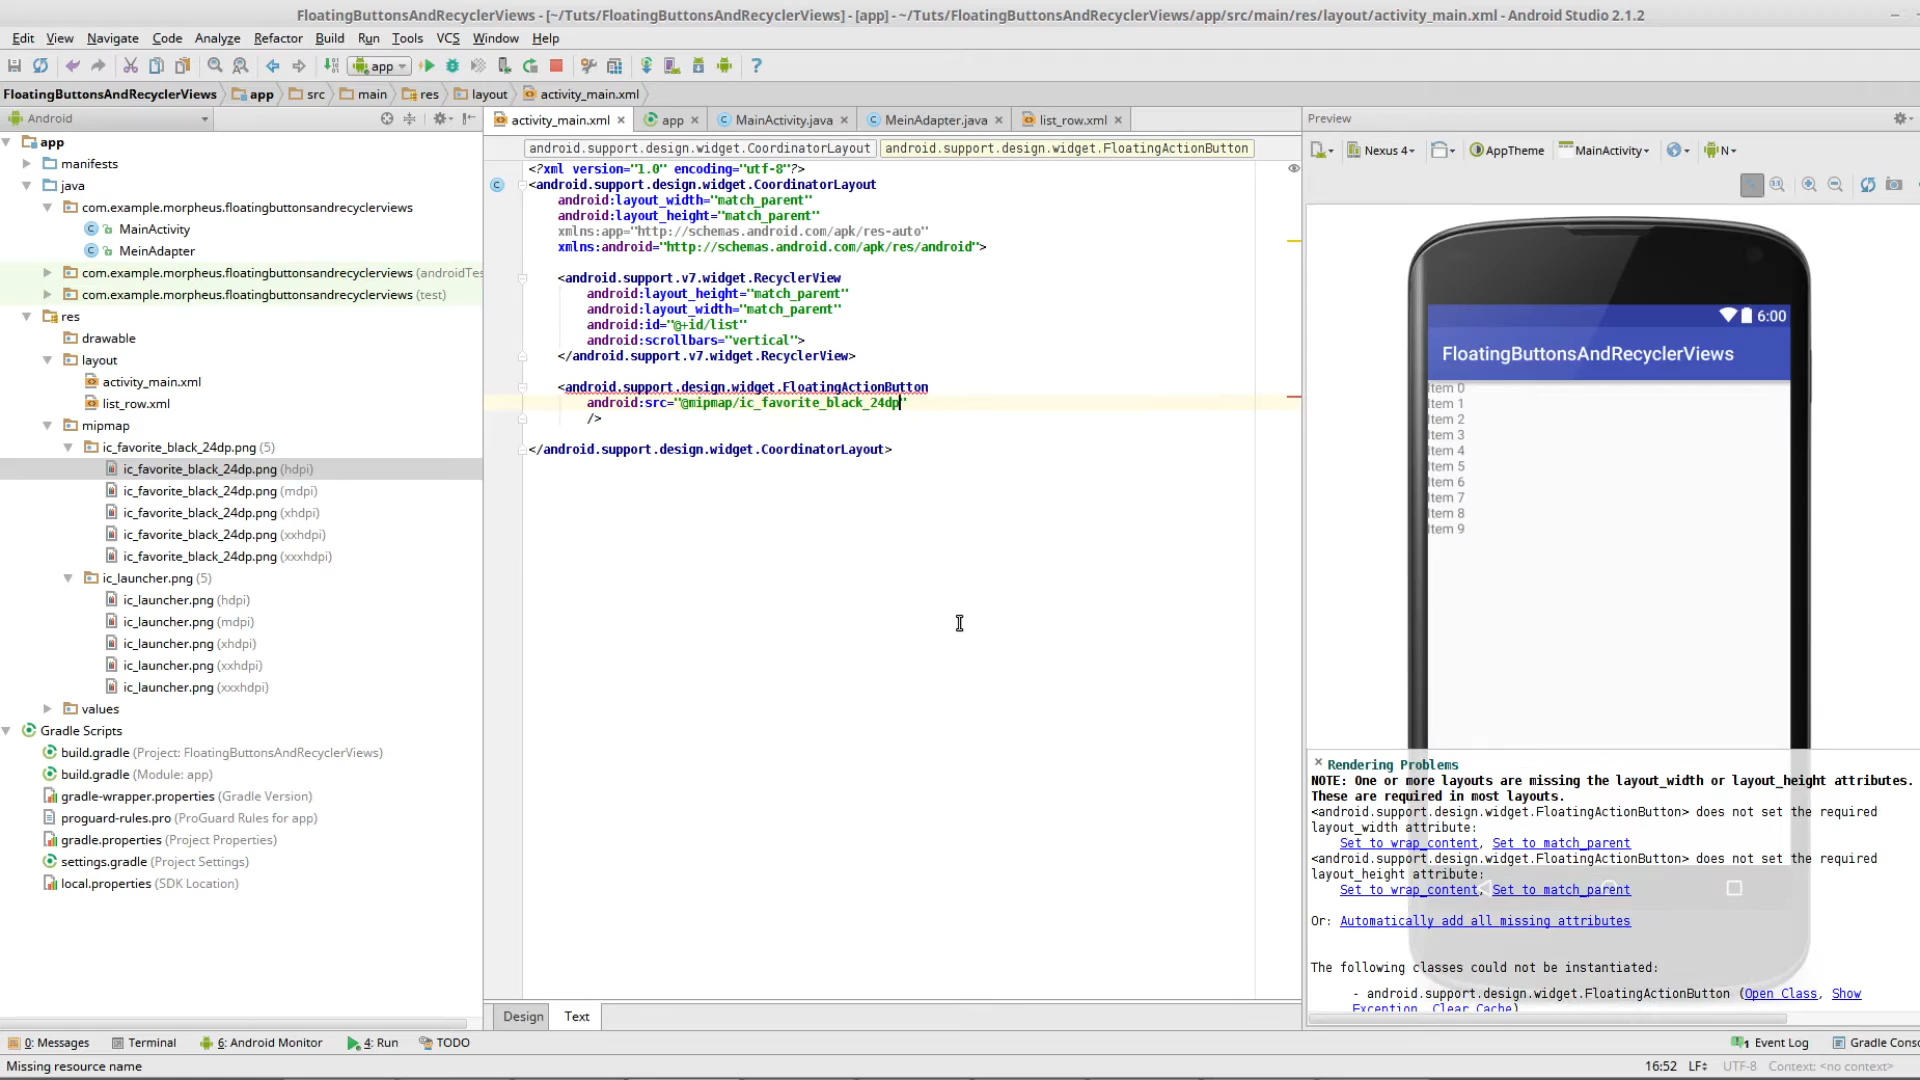 FloatingButtonsAndRecyclerViews - [~/Tuts/FloatingButtonsAndRecyclerViews] - [app] - ~/Tuts/FloatingButtonsAndRecyclerViews/app/src/main/res/layout/activity_main.xml - Android Studio 2.1.2
Edit View Navigate Code Analyze Refactor Build Run Tools VCS Window Help
app
FloatingButtonsAndRecyclerViews app src main res layout activity_main.xml
Android
activity_main.xml app MainActivity.java MeinAdapter.java list_row.xml
Preview
app
manifests
java
com.example.morpheus.floatingbuttonsandrecyclerviews
MainActivity
MeinAdapter
com.example.morpheus.floatingbuttonsandrecyclerviews (androidTes
com.example.morpheus.floatingbuttonsandrecyclerviews (test)
res
drawable
layout
activity_main.xml
list_row.xml
mipmap
ic_favorite_black_24dp.png (5)
ic_favorite_black_24dp.png (hdpi)
ic_favorite_black_24dp.png (mdpi)
ic_favorite_black_24dp.png (xhdpi)
ic_favorite_black_24dp.png (xxhdpi)
ic_favorite_black_24dp.png (xxxhdpi)
ic_launcher.png (5)
ic_launcher.png (hdpi)
ic_launcher.png (mdpi)
ic_launcher.png (xhdpi)
ic_launcher.png (xxhdpi)
ic_launcher.png (xxxhdpi)
values
Gradle Scripts
build.gradle (Project: FloatingButtonsAndRecyclerViews)
build.gradle (Module: app)
gradle-wrapper.properties (Gradle Version)
proguard-rules.pro (ProGuard Rules for app)
gradle.properties (Project Properties)
settings.gradle (Project Settings)
local.properties (SDK Location)
android.support.design.widget.CoordinatorLayout android.support.design.widget.FloatingActionButton
<?xml version="1.0" encoding="utf-8"?>
<android.support.design.widget.CoordinatorLayout
android:layout_width="match_parent"
android:layout_height="match_parent"
xmlns:app="http://schemas.android.com/apk/res-auto"
xmlns:android="http://schemas.android.com/apk/res/android">
<android.support.v7.widget.RecyclerView
android:layout_height="match_parent"
android:layout_width="match_parent"
android:id="@+id/list"
android:scrollbars="vertical">
</android.support.v7.widget.RecyclerView>
<android.support.design.widget.FloatingActionButton
android:src="@mipmap/ic_favorite_black_24dp"
/>
</android.support.design.widget.CoordinatorLayout>
Design Text
Nexus 4 AppTheme MainActivity N
6:00
FloatingButtonsAndRecyclerViews
Item 0
Item 1
Item 2
Item 3
Item 4
Item 5
Item 6
Item 7
Item 8
Item 9
Rendering Problems
NOTE: One or more layouts are missing the layout_width or layout_height attributes.
These are required in most layouts.
<android.support.design.widget.FloatingActionButton> does not set the required
layout_width attribute:
Set to wrap_content, Set to match_parent
<android.support.design.widget.FloatingActionButton> does not set the required
layout_height attribute:
Set to wrap_content, Set to match_parent
Or: Automatically add all missing attributes
The following classes could not be instantiated:
- android.support.design.widget.FloatingActionButton (Open Class, Show
Exception, Clear Cache)
0: Messages Terminal 6: Android Monitor 4: Run TODO
1 Event Log Gradle Conso
Missing resource name
16:52 LF UTF-8 Context: <no context>